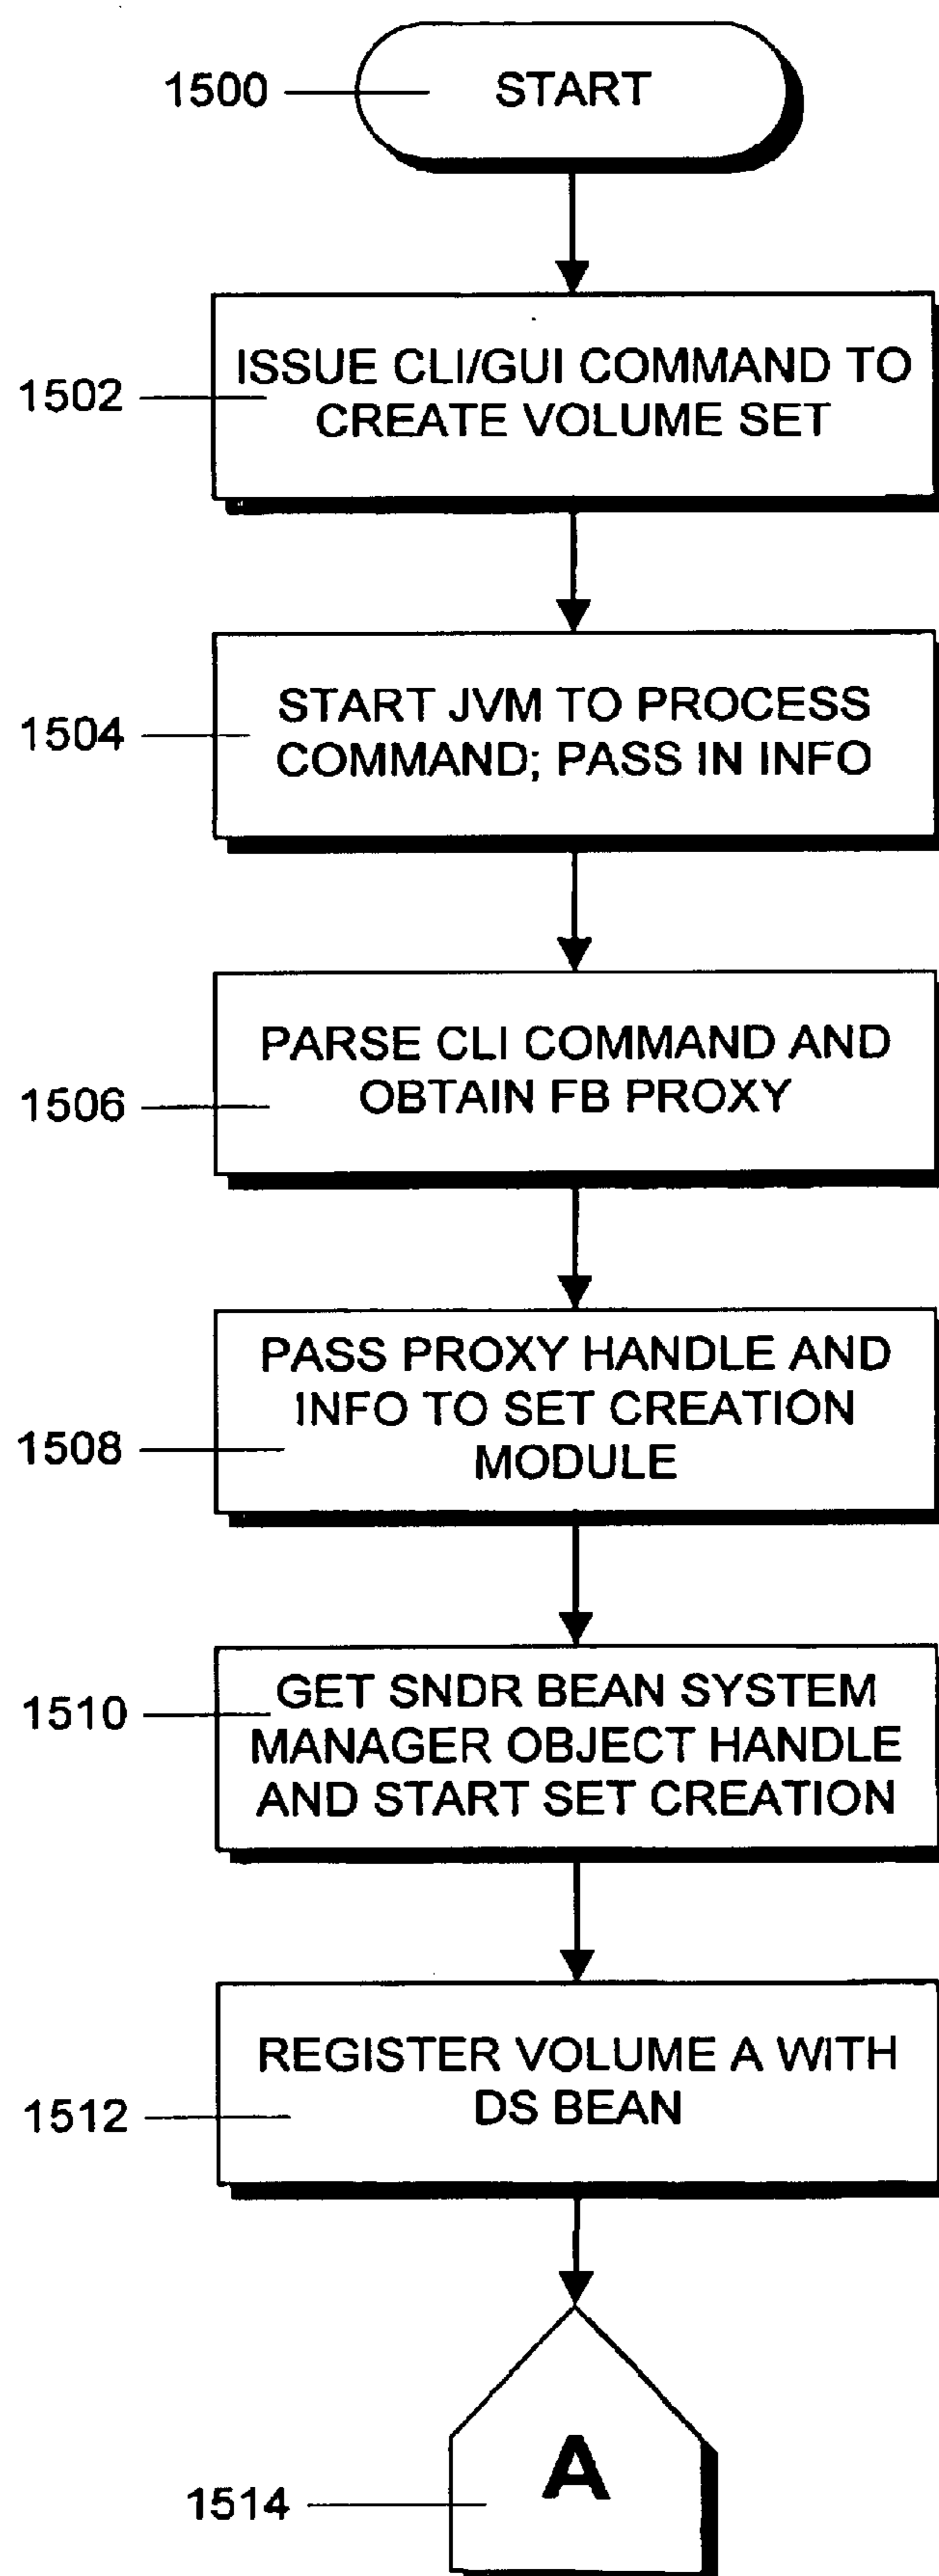 1500
START
1502
ISSUE CLI/GUI COMMAND TO
CREATE VOLUME SET
1504
START JVM TO PROCESS
COMMAND; PASS IN INFO
1506
PARSE CLI COMMAND AND
OBTAIN FB PROXY
1508
PASS PROXY HANDLE AND
INFO TO SET CREATION
MODULE
1510
GET SNDR BEAN SYSTEM
MANAGER OBJECT HANDLE
AND START SET CREATION
1512
REGISTER VOLUME A WITH
DS BEAN
1514
A